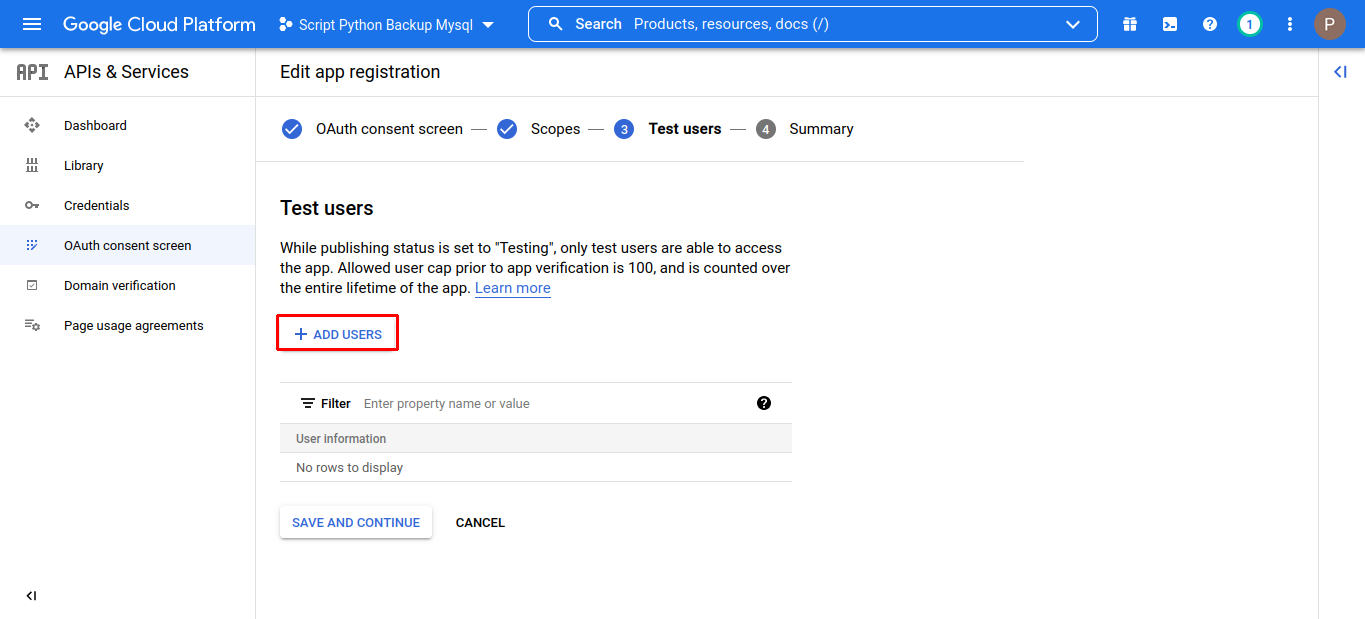 Google Cloud Platform
Script Python Backup Mysql
Search Products, resources, docs (/)
1
P
API APIs & Services
Edit app registration
Dashboard
Library
Credentials
OAuth consent screen
Domain verification
Page usage agreements
OAuth consent screen — Scopes — 3 Test users — 4 Summary
Test users
While publishing status is set to "Testing", only test users are able to access
the app. Allowed user cap prior to app verification is 100, and is counted over
the entire lifetime of the app. Learn more
+ ADD USERS
Filter Enter property name or value
User information
No rows to display
SAVE AND CONTINUE CANCEL